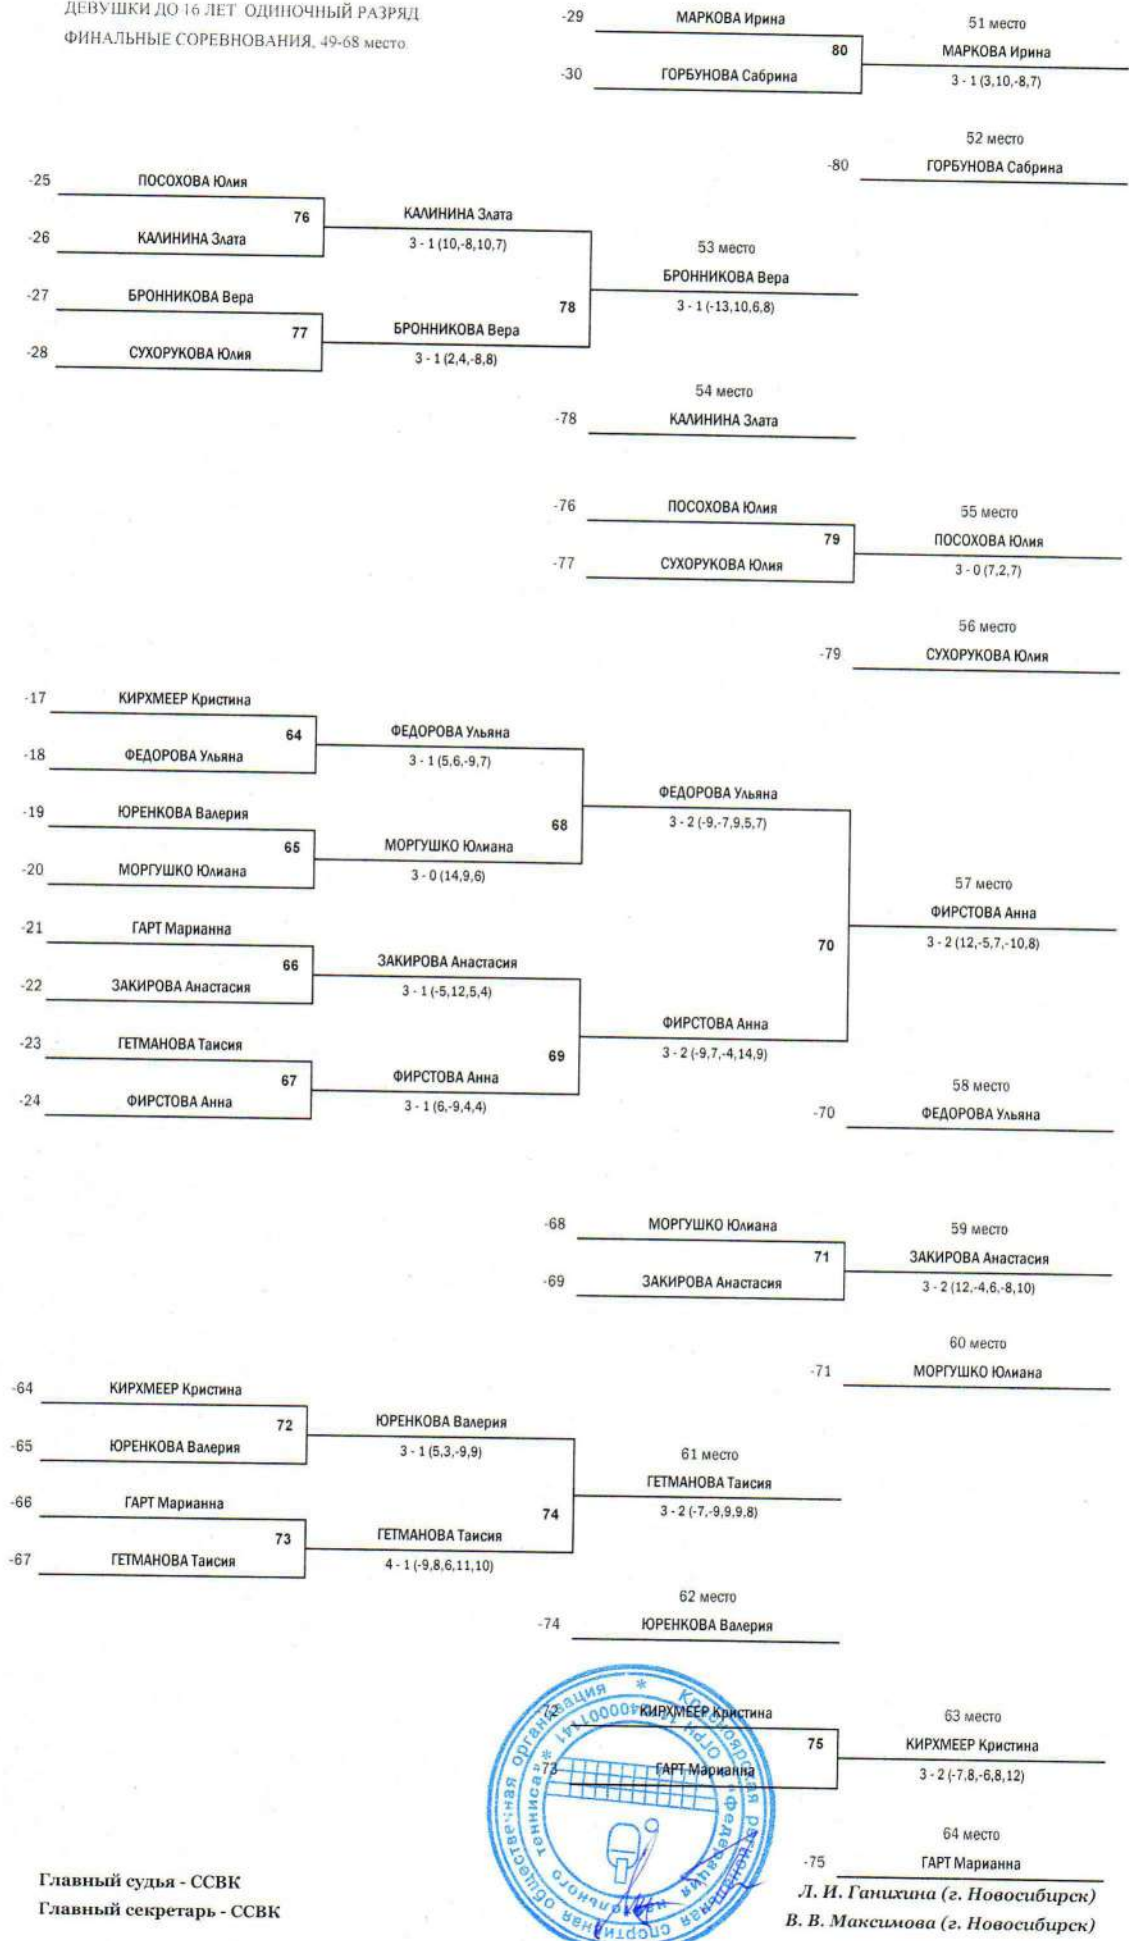 ДЕВУШКИ ДО 16 ЛЕТ ОДИНОЧНЫЙ РАЗРЯД
ФИНАЛЬНЫЕ СОРЕВНОВАНИЯ, 49-68 место
-29 МАРКОВА Ирина
51 место
80
МАРКОВА Ирина
-30 ГОРБУНОВА Сабрина
3 - 1 (3,10,-8,7)
52 место
-80 ГОРБУНОВА Сабрина
-25 ПОСОХОВА Юлия
76
КАЛИНИНА Злата
-26 КАЛИНИНА Злата
3 - 1 (10,-8,10,7)
53 место
БРОННИКОВА Вера
-27 БРОННИКОВА Вера
78
3 - 1 (-13,10,6,8)
77
БРОННИКОВА Вера
-28 СУХОРУКОВА Юлия
3 - 1 (2,4,-8,8)
54 место
-78 КАЛИНИНА Злата
-76 ПОСОХОВА Юлия
55 место
79
ПОСОХОВА Юлия
-77 СУХОРУКОВА Юлия
3 - 0 (7,2,7)
56 место
-79 СУХОРУКОВА Юлия
-17 КИРХМЕЕР Кристина
64
ФЕДОРОВА Ульяна
-18 ФЕДОРОВА Ульяна
3 - 1 (5,6,-9,7)
ФЕДОРОВА Ульяна
-19 ЮРЕНКОВА Валерия
68
3 - 2 (-9,-7,9,5,7)
65
МОРГУШКО Юлиана
-20 МОРГУШКО Юлиана
3 - 0 (14,9,6)
57 место
ФИРСТОВА Анна
-21 ГАРТ Марианна
70
3 - 2 (12,-5,7,-10,8)
66
ЗАКИРОВА Анастасия
-22 ЗАКИРОВА Анастасия
3 - 1 (-5,12,5,4)
ФИРСТОВА Анна
-23 ГЕТМАНОВА Таисия
69
3 - 2 (-9,7,-4,14,9)
67
ФИРСТОВА Анна
-24 ФИРСТОВА Анна
3 - 1 (6,-9,4,4)
58 место
-70 ФЕДОРОВА Ульяна
-68 МОРГУШКО Юлиана
59 место
71
ЗАКИРОВА Анастасия
-69 ЗАКИРОВА Анастасия
3 - 2 (12,-4,6,-8,10)
60 место
-71 МОРГУШКО Юлиана
-64 КИРХМЕЕР Кристина
72
ЮРЕНКОВА Валерия
-65 ЮРЕНКОВА Валерия
3 - 1 (5,3,-9,9)
61 место
ГЕТМАНОВА Таисия
-66 ГАРТ Марианна
74
3 - 2 (-7,-9,9,9,8)
73
ГЕТМАНОВА Таисия
-67 ГЕТМАНОВА Таисия
4 - 1 (-9,8,6,11,10)
62 место
-74 ЮРЕНКОВА Валерия
-72 КИРХМЕЕР Кристина
63 место
75
КИРХМЕЕР Кристина
-73 ГАРТ Марианна
3 - 2 (-7,8,-6,8,12)
64 место
-75 ГАРТ Марианна
Красноярская региональная спортивная общественная организация *
"Федерация настольного тенниса" * ОГРН
Главный судья - ССВК
Л. И. Ганихина (г. Новосибирск)
Главный секретарь - ССВК
В. В. Максимова (г. Новосибирск)